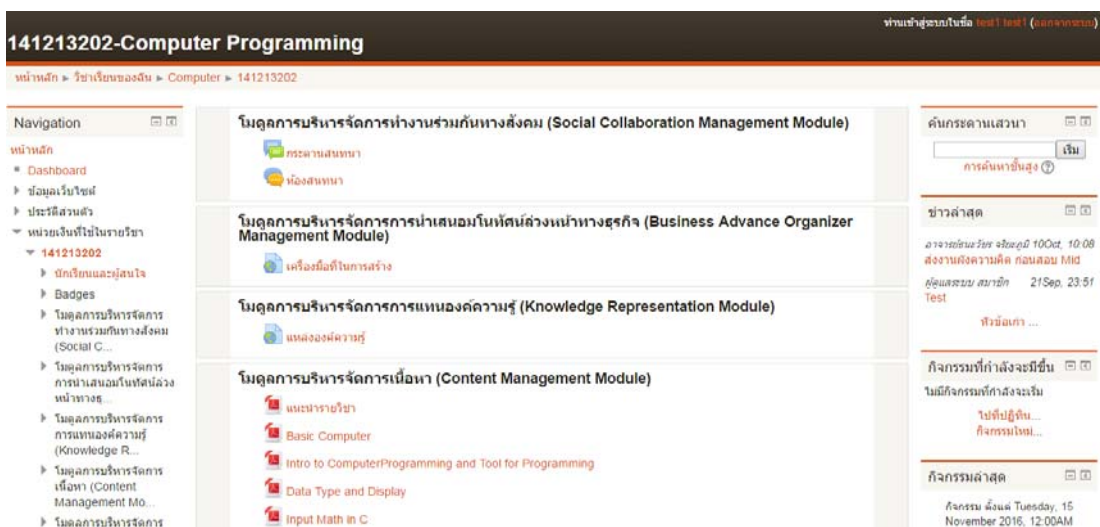 ท่านเข้าสู่ระบบในชื่อ test1 test1 (ออกจากระบบ)
141213202-Computer Programming
หน้าหลัก ► วิชาเรียนของฉัน ► Computer ► 141213202
Navigation
หน้าหลัก
Dashboard
ข้อมูลเว็บไซต์
ประวัติส่วนตัว
หน่วยเงินที่ใช้ในรายวิชา
141213202
นักเรียนและผู้สนใจ
Badges
โมดูลการบริหารจัดการ
ทำงานร่วมกันทางสังคม
(Social C...
โมดูลการบริหารจัดการ
การนำเสนอมโนทัศน์ล่วง
หน้าทางธุ...
โมดูลการบริหารจัดการ
การแทนองค์ความรู้
(Knowledge R...
โมดูลการบริหารจัดการ
เนื้อหา (Content
Management Mo...
โมดูลการบริหารจัดการ
โมดูลการบริหารจัดการทำงานร่วมกันทางสังคม (Social Collaboration Management Module)
กระดานสนทนา
ห้องสนทนา
โมดูลการบริหารจัดการการนำเสนอมโนทัศน์ล่วงหน้าทางธุรกิจ (Business Advance Organizer
Management Module)
เครื่องมือที่ในการสร้าง
โมดูลการบริหารจัดการการแทนองค์ความรู้ (Knowledge Representation Module)
แหล่งองค์ความรู้
โมดูลการบริหารจัดการเนื้อหา (Content Management Module)
แนะนำรายวิชา
Basic Computer
Intro to ComputerProgramming and Tool for Programming
Data Type and Display
Input Math in C
ค้นกระดานเสวนา
เริ่ม
การค้นหาขั้นสูง
ข่าวล่าสุด
10Oct, 10:08
ส่งงานผังความคิด ก่อนสอบ Mid
ผู้ดูแลระบบ สมาชิก 21Sep, 23:51
Test
หัวข้อเก่า ...
กิจกรรมที่กำลังจะมีขึ้น
ไม่มีกิจกรรมที่กำลังจะเริ่ม
ไปที่ปฏิทิน...
กิจกรรมใหม่...
กิจกรรมล่าสุด
กิจกรรม ตั้งแต่ Tuesday, 15
November 2016, 12:00AM